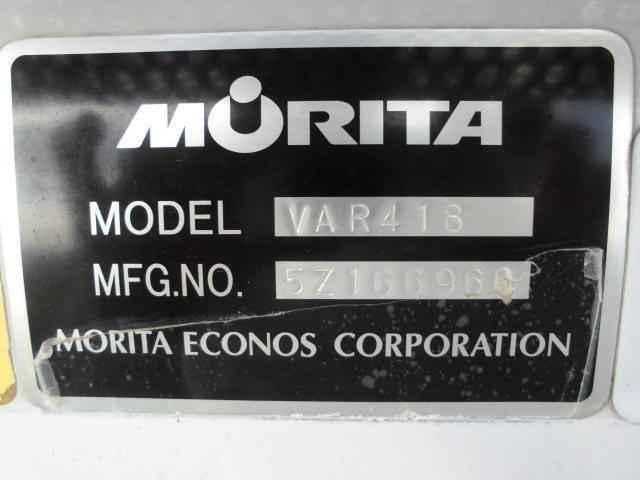 MORITA
MODEL VAR418
MFG.NO. 5Z166960
MORITA ECONOS CORPORATION